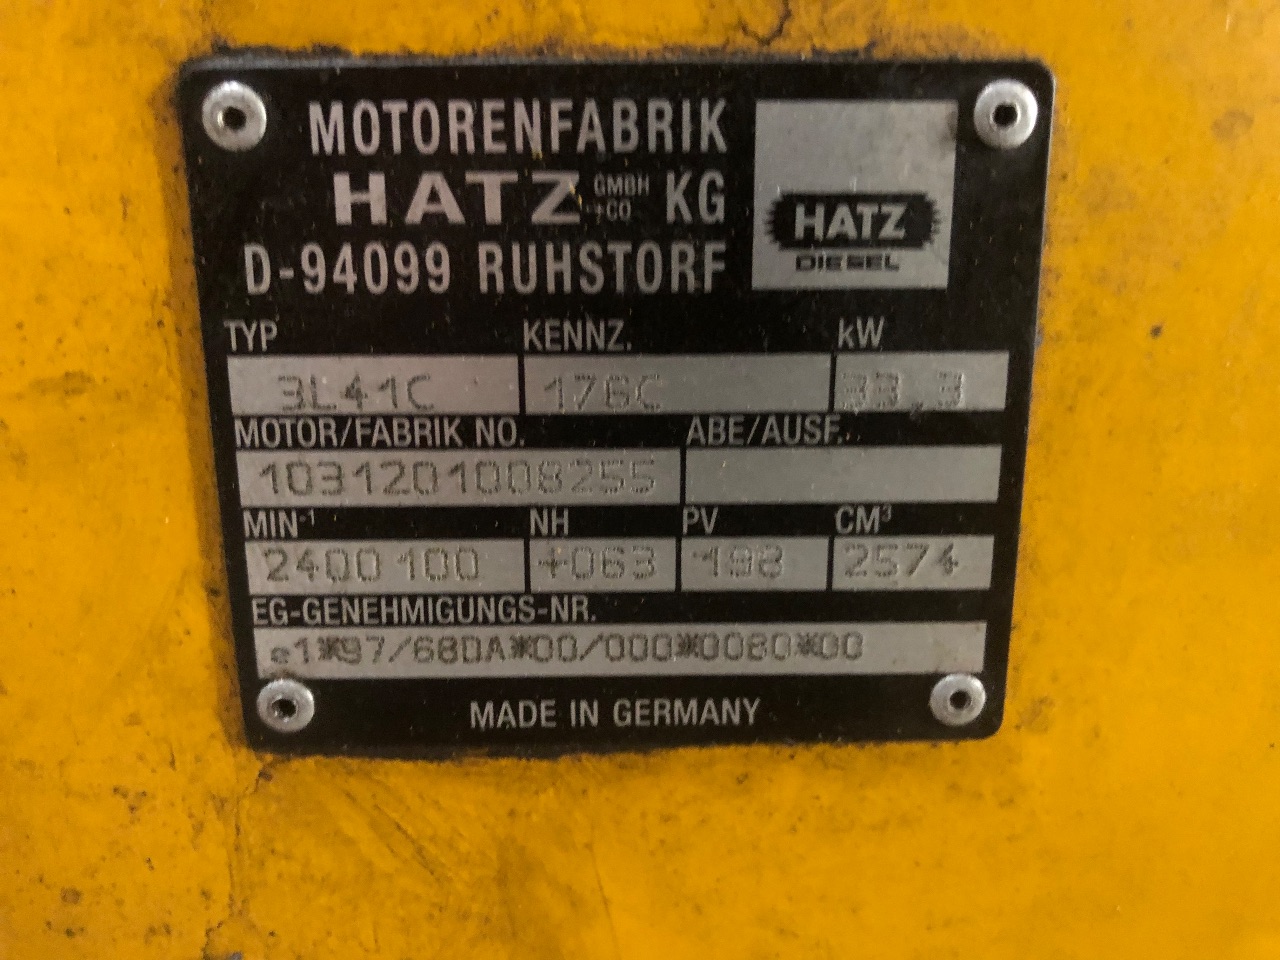 MOTORENFABRIK
HATZ GMBH +CO KG
D-94099 RUHSTORF
HATZ
DIESEL
TYP KENNZ. kW
3L41C 176C 33,3
MOTOR/FABRIK NO. ABE/AUSF.
1031201008255
MIN-1 NH PV CM³
2400 100 +063 198 2574
EG-GENEHMIGUNGS-NR.
e1*97/68DA*00/000*0080*00
MADE IN GERMANY